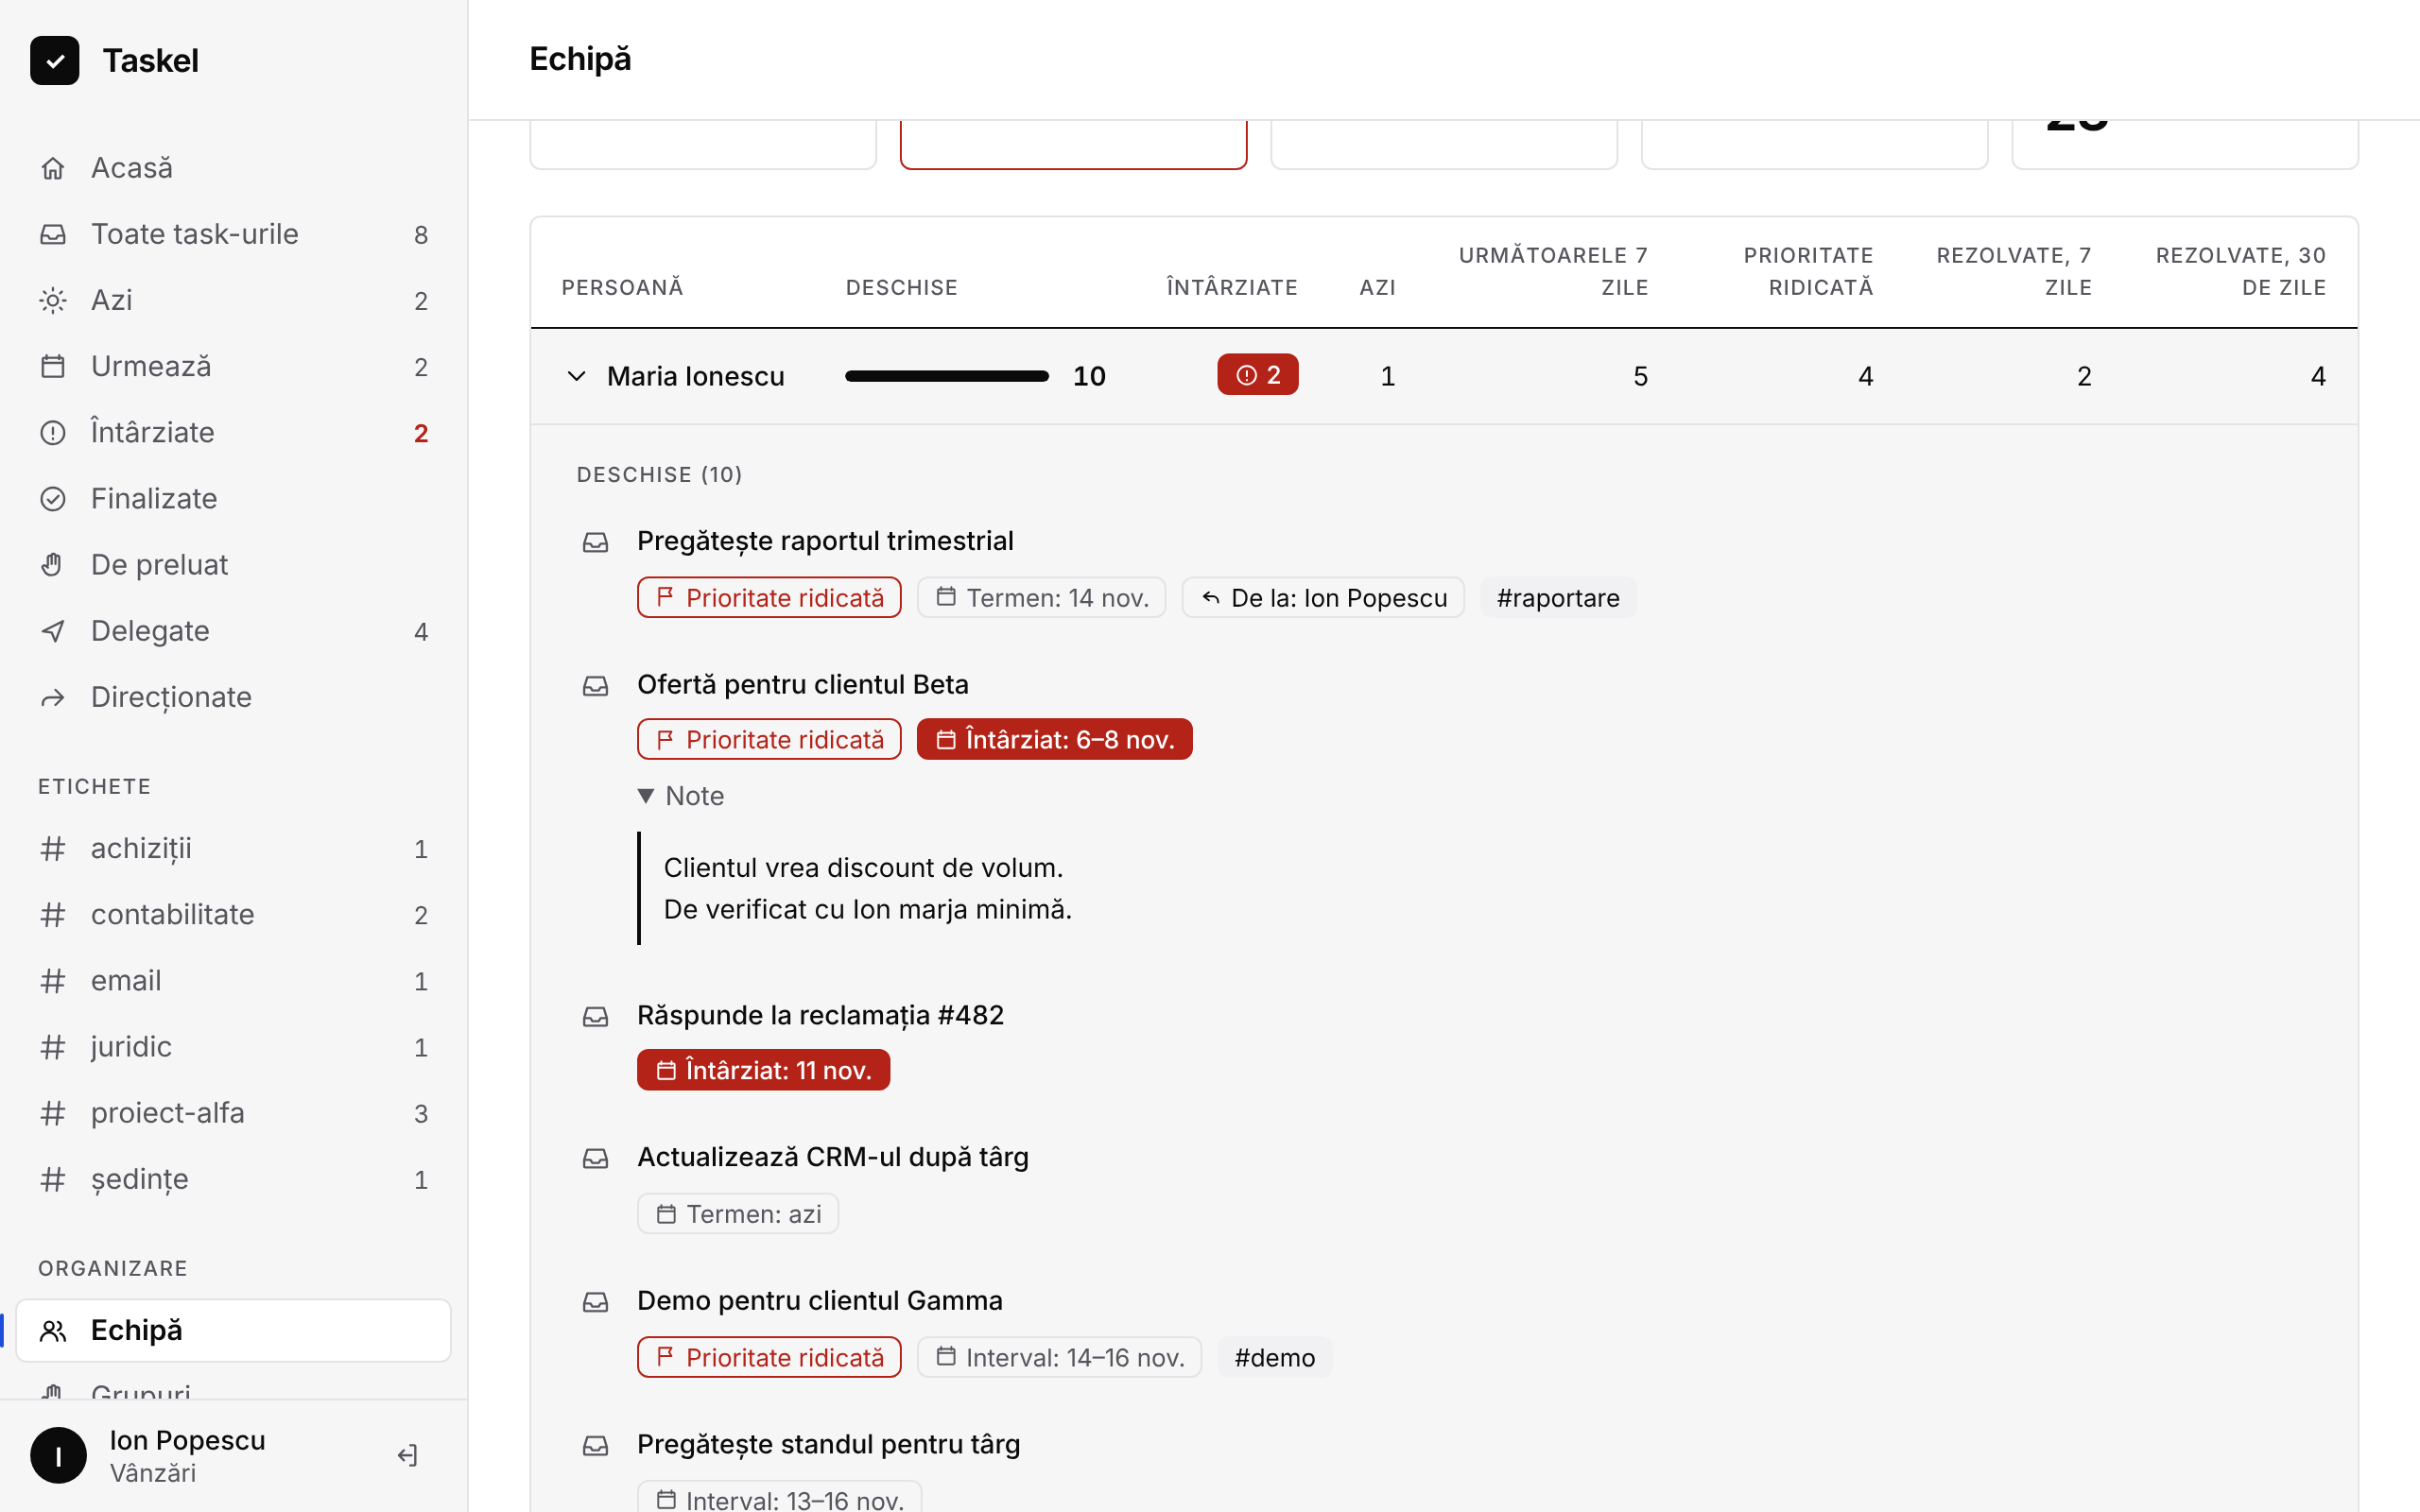 Taskel
Acasă
Toate task-urile 8
Azi 2
Urmează 2
Întârziate 2
Finalizate
De preluat
Delegate 4
Direcționate
ETICHETE
# achiziții 1
# contabilitate 2
# email 1
# juridic 1
# proiect-alfa 3
# ședințe 1
ORGANIZARE
Echipă
Grupuri
I
Ion Popescu
Vânzări
Echipă
PERSOANĂ DESCHISE ÎNTÂRZIATE AZI URMĂTOARELE 7 ZILE PRIORITATE RIDICATĂ REZOLVATE, 7 ZILE REZOLVATE, 30 DE ZILE
Maria Ionescu 10 2 1 5 4 2 4
DESCHISE (10)
Pregătește raportul trimestrial
Prioritate ridicată Termen: 14 nov. De la: Ion Popescu #raportare
Ofertă pentru clientul Beta
Prioritate ridicată Întârziat: 6–8 nov.
Note
Clientul vrea discount de volum.
De verificat cu Ion marja minimă.
Răspunde la reclamația #482
Întârziat: 11 nov.
Actualizează CRM-ul după târg
Termen: azi
Demo pentru clientul Gamma
Prioritate ridicată Interval: 14–16 nov. #demo
Pregătește standul pentru târg
Interval: 13–16 nov.